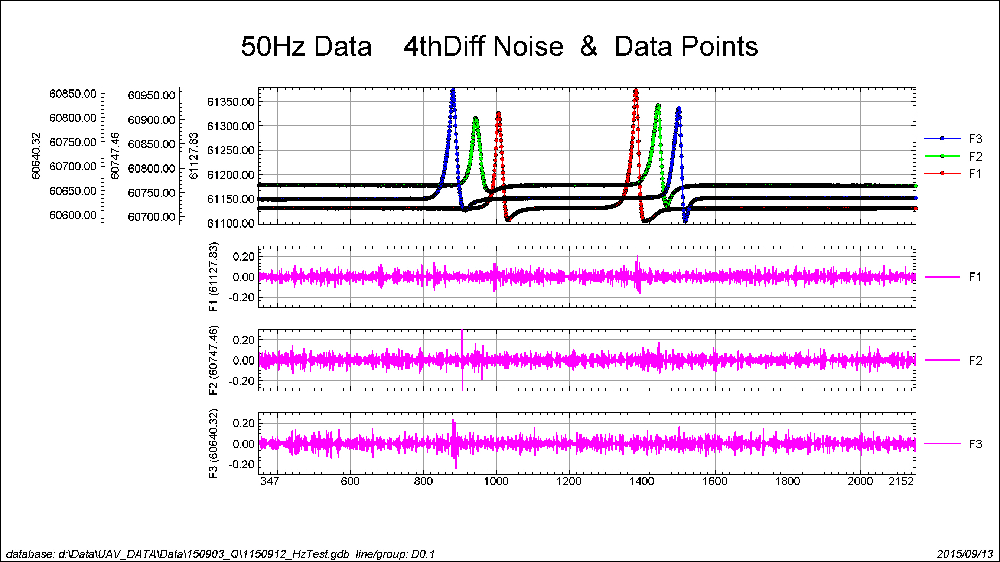 50Hz Data 4thDiff Noise & Data Points
60640.32
60850.00
60800.00
60750.00
60700.00
60650.00
60600.00
60747.46
60950.00
60900.00
60850.00
60800.00
60750.00
60700.00
61127.83
61350.00
61300.00
61250.00
61200.00
61150.00
61100.00
F3
F2
F1
F1 (61127.83)
0.20
0.00
-0.20
F1
F2 (60747.46)
0.20
0.00
-0.20
F2
F3 (60640.32)
0.20
0.00
-0.20
F3
347 600 800 1000 1200 1400 1600 1800 2000 2152
database: d:\Data\UAV_DATA\Data\150903_Q\1150912_HzTest.gdb line/group: D0.1
2015/09/13